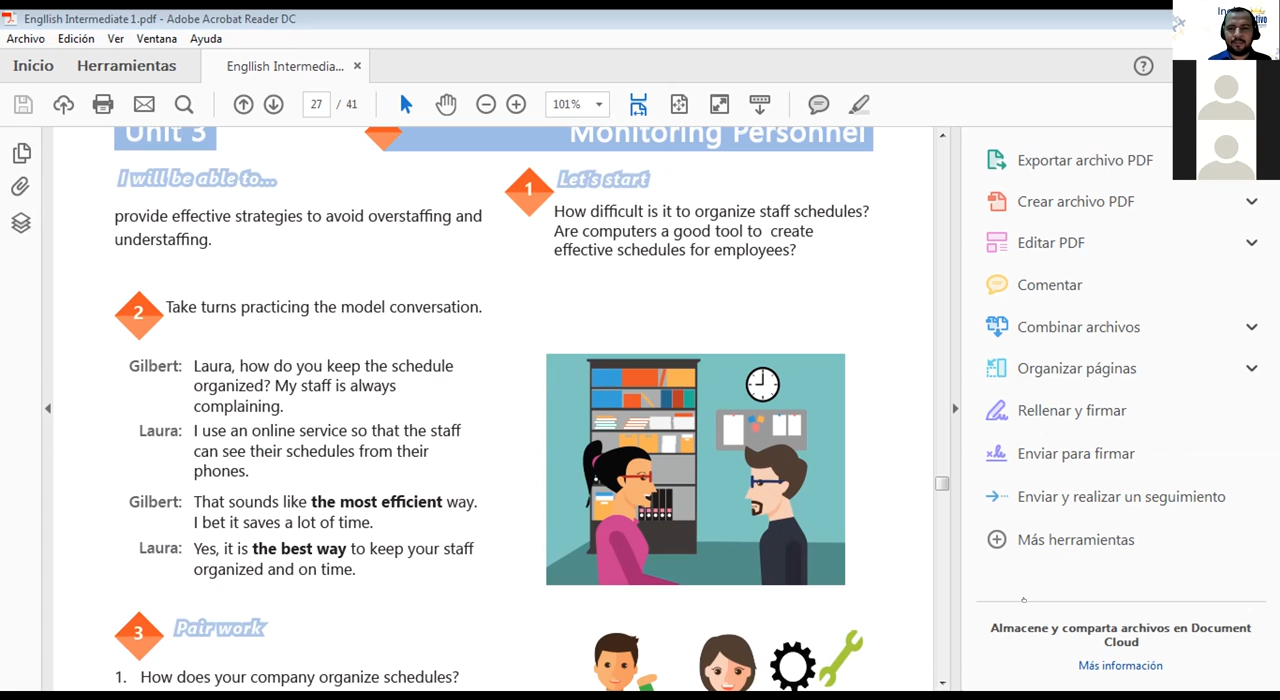 Engllish Intermediate 1.pdf - Adobe Acrobat Reader DC
Archivo Edición Ver Ventana Ayuda
Inicio Herramientas Engllish Intermedia... ×
27 / 41 101%
Unit 3 Monitoring Personnel
I will be able to...
provide effective strategies to avoid overstaffing and
understaffing.
1 Let's start
How difficult is it to organize staff schedules?
Are computers a good tool to create
effective schedules for employees?
2 Take turns practicing the model conversation.
Gilbert: Laura, how do you keep the schedule
organized? My staff is always
complaining.
Laura: I use an online service so that the staff
can see their schedules from their
phones.
Gilbert: That sounds like the most efficient way.
I bet it saves a lot of time.
Laura: Yes, it is the best way to keep your staff
organized and on time.
3 Pair work
1. How does your company organize schedules?
Exportar archivo PDF
Crear archivo PDF
Editar PDF
Comentar
Combinar archivos
Organizar páginas
Rellenar y firmar
Enviar para firmar
Enviar y realizar un seguimiento
Más herramientas
Almacene y comparta archivos en Document
Cloud
Más información